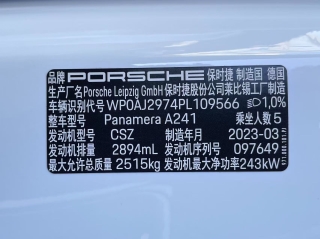 品牌 PORSCHE 保时捷 制造国 德国
生产厂名 Porsche Leipzig GmbH 保时捷股份公司莱比锡工厂制造
车辆识别代号 WP0AJ2974PL109566 1,0%
整车型号 Panamera A241 乘坐人数 5
发动机型号 CSZ 制造年月 2023-03
发动机排量 2894mL 发动机序列号 097649
最大允许总质量 2515kg 发动机最大净功率 243kW